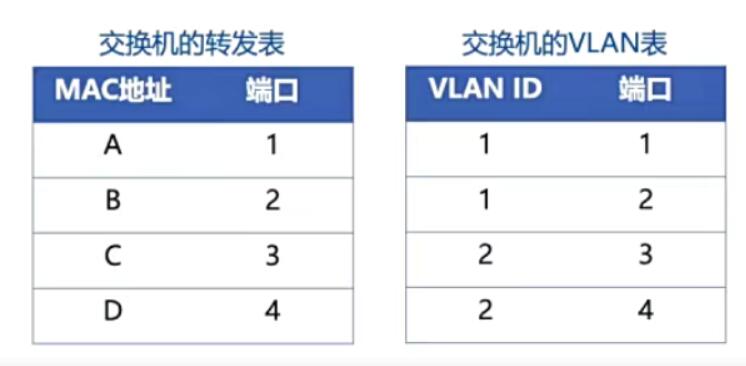 交换机的转发表
MAC地址 端口
A 1
B 2
C 3
D 4
交换机的VLAN表
VLAN ID 端口
1 1
1 2
2 3
2 4